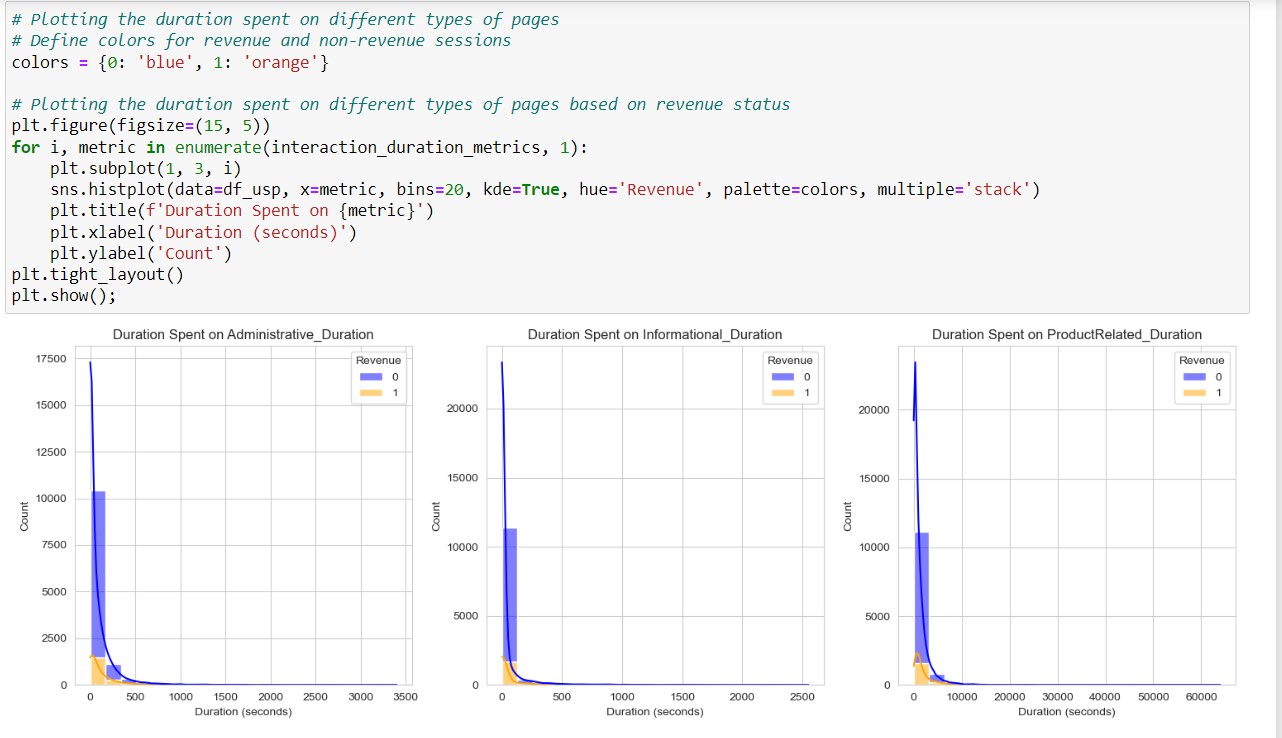 # Plotting the duration spent on different types of pages
# Define colors for revenue and non-revenue sessions
colors = {0: 'blue', 1: 'orange'}
# Plotting the duration spent on different types of pages based on revenue status
plt.figure(figsize=(15, 5))
for i, metric in enumerate(interaction_duration_metrics, 1):
    plt.subplot(1, 3, i)
    sns.histplot(data=df_usp, x=metric, bins=20, kde=True, hue='Revenue', palette=colors, multiple='stack')
    plt.title(f'Duration Spent on {metric}')
    plt.xlabel('Duration (seconds)')
    plt.ylabel('Count')
plt.tight_layout()
plt.show();
Duration Spent on Administrative_Duration
17500
15000
12500
10000
7500
5000
2500
0
Count
Revenue
0
1
0 500 1000 1500 2000 2500 3000 3500
Duration (seconds)
Duration Spent on Informational_Duration
20000
15000
10000
5000
0
Count
Revenue
0
1
0 500 1000 1500 2000 2500
Duration (seconds)
Duration Spent on ProductRelated_Duration
20000
15000
10000
5000
0
Count
Revenue
0
1
0 10000 20000 30000 40000 50000 60000
Duration (seconds)